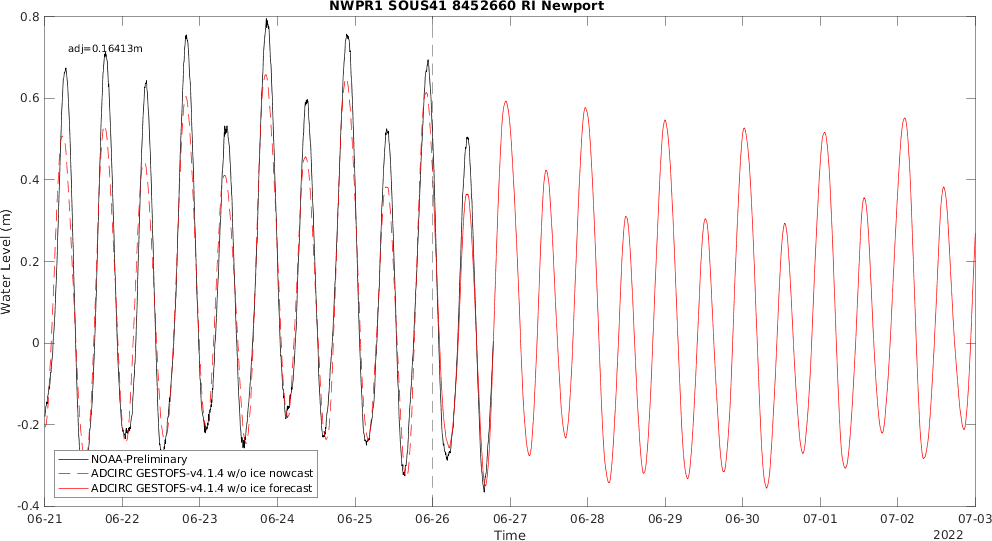 NWPR1 SOUS41 8452660 RI Newport
adj=0.16413m
Water Level (m)
0.8
0.6
0.4
0.2
0
-0.2
-0.4
NOAA-Preliminary
ADCIRC GESTOFS-v4.1.4 w/o ice nowcast
ADCIRC GESTOFS-v4.1.4 w/o ice forecast
06-21 06-22 06-23 06-24 06-25 06-26 06-27 06-28 06-29 06-30 07-01 07-02 07-03
Time
2022